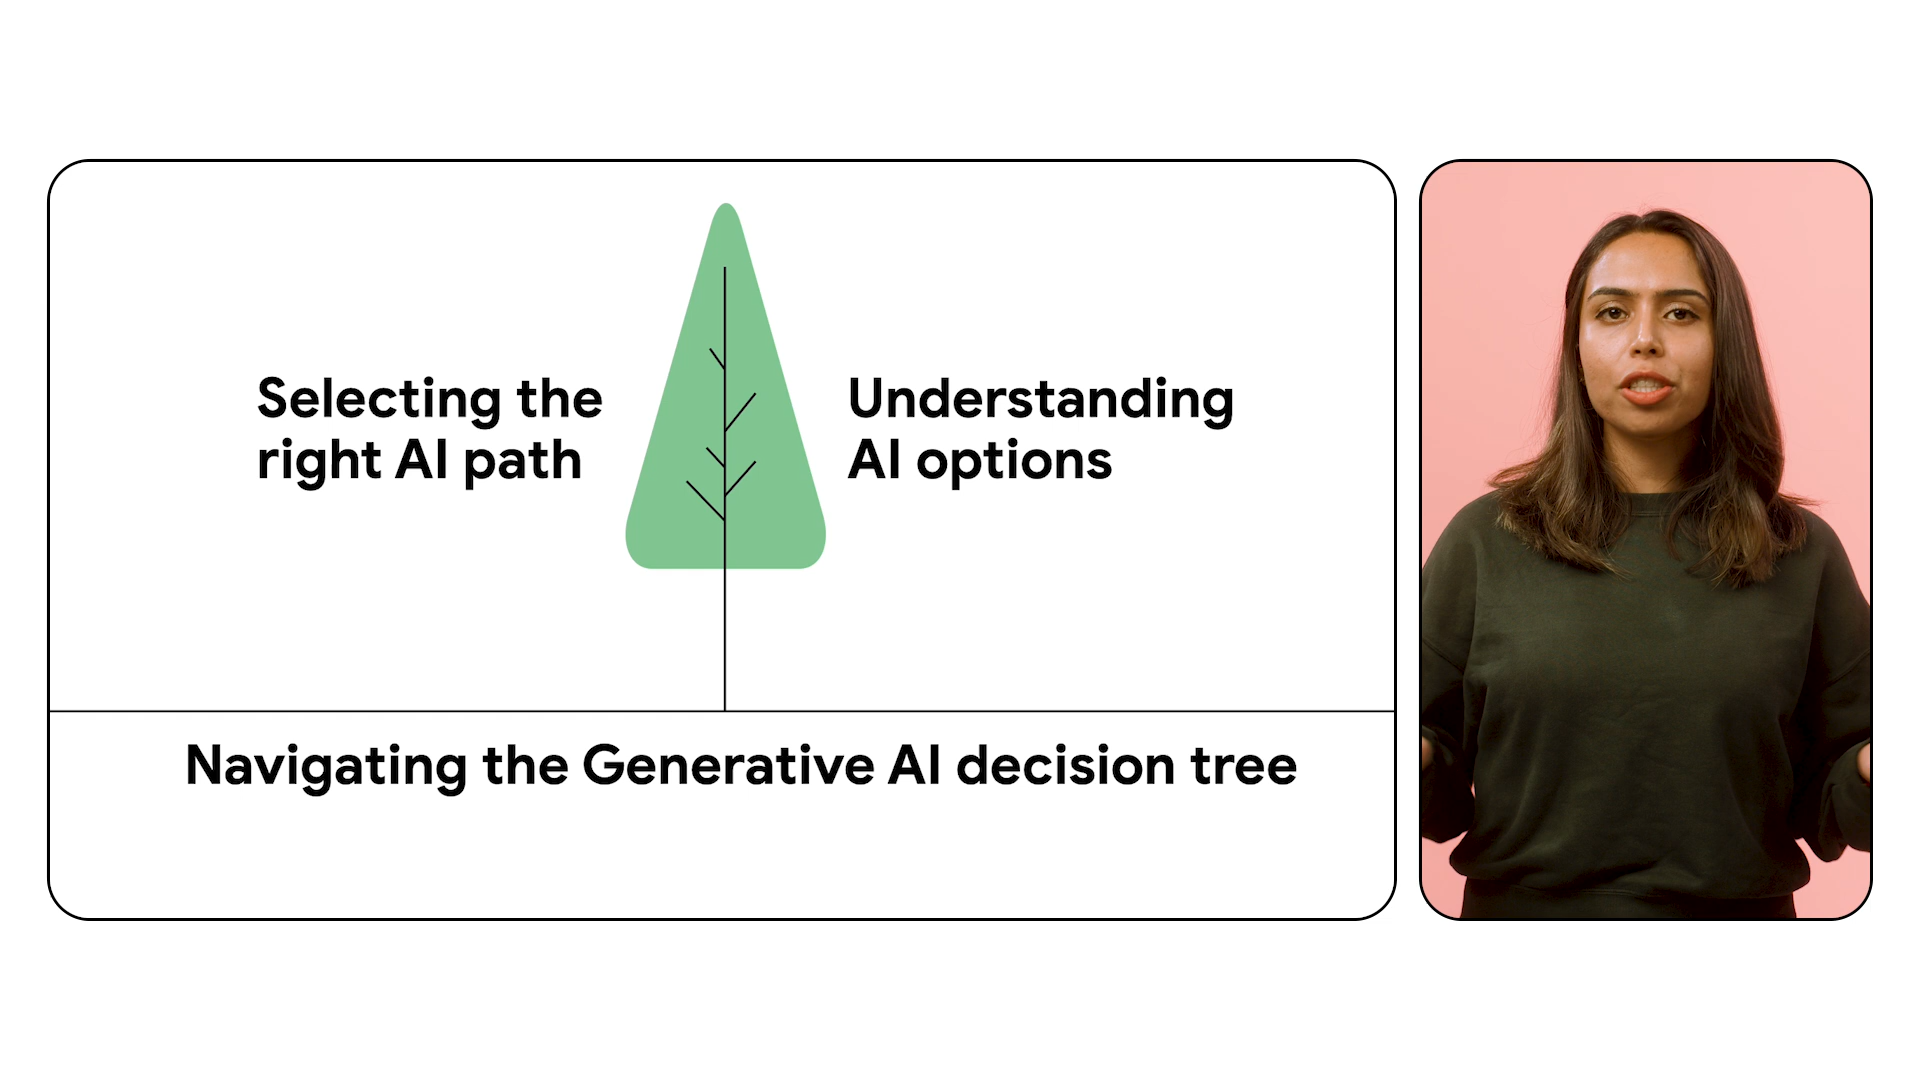 Selecting the
right AI path
Understanding
AI options
Navigating the Generative AI decision tree